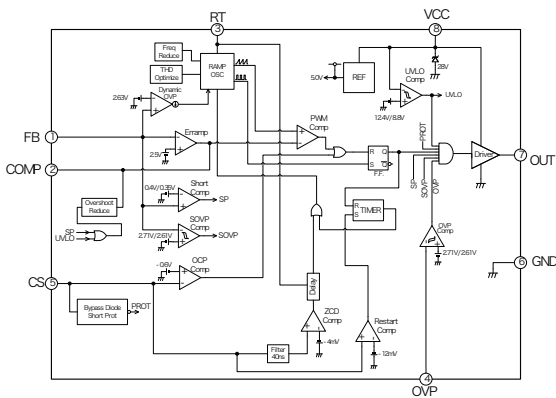 RT
3
VCC
8
Freq
Reduce
THD
Optimize
RAMP
OSC
Dynamic
OVP
2.63V
5.0V
REF
28V
UVLO
Comp
UVLO
12.4V/8.8V
PWM
Comp
FB
1
Erramp
2.5V
COMP
2
R
Q
S
Q
F.F.
PROT
SP
SOVP
OVP
Driver
7
OUT
Overshoot
Reduce
SP
UVLO
0.4V/0.35V
Short
Comp
SP
SOVP
Comp
2.71V/2.61V
SOVP
R
S
TIMER
OVP
Comp
2.71V/2.61V
-0.6V
OCP
Comp
CS
5
6
GND
Bypass Diode
Short Prot
PROT
Delay
ZCD
Comp
-4mV
Restart
Comp
-12mV
Filter
40ns
4
OVP